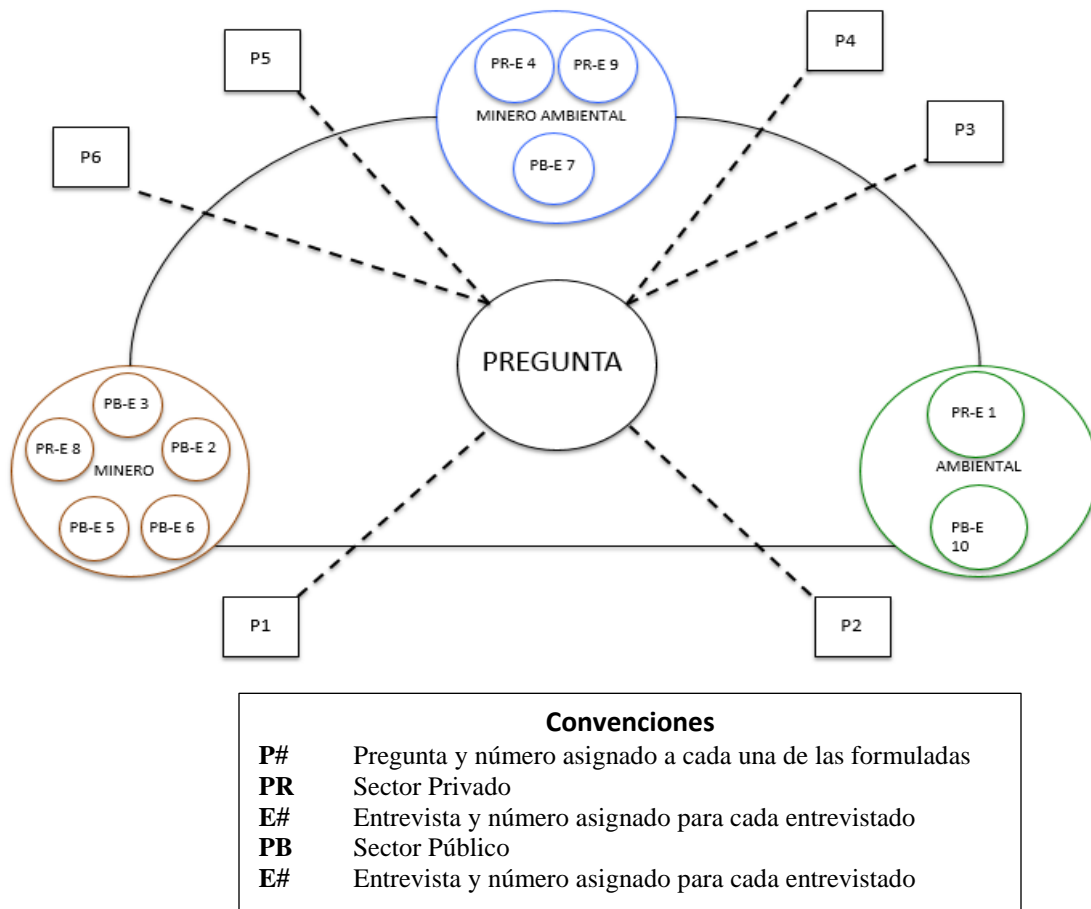 P5
P4
PR-E 4
PR-E 9
MINERO AMBIENTAL
P6
P3
PB-E 7
PREGUNTA
PB-E 3
PR-E 8
PB-E 2
MINERO
PB-E 5
PB-E 6
PR-E 1
AMBIENTAL
PB-E
10
P1
P2
Convenciones
P# Pregunta y número asignado a cada una de las formuladas
PR Sector Privado
E# Entrevista y número asignado para cada entrevistado
PB Sector Público
E# Entrevista y número asignado para cada entrevistado